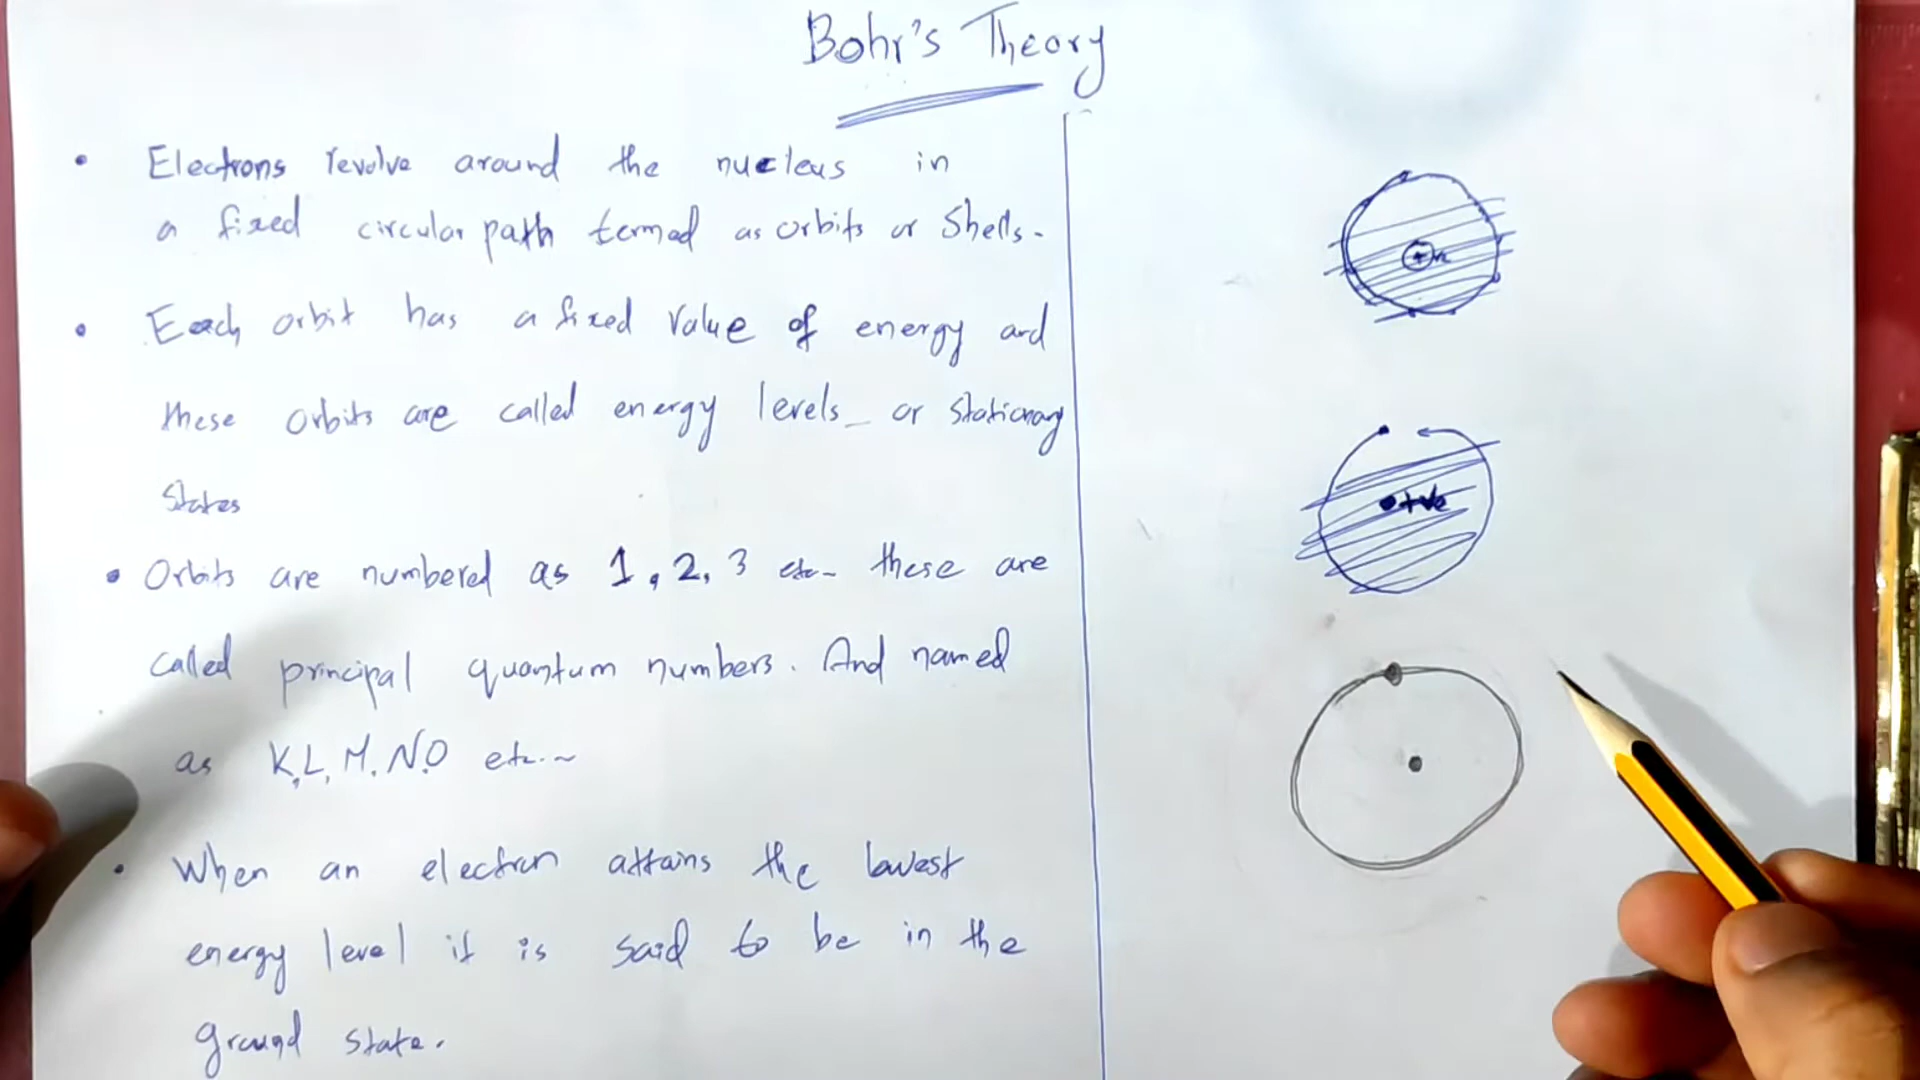 Bohr's Theory
• Electrons revolve around the nucleus in
a fixed circular path termed as orbits or Shells.
• Each orbit has a fixed value of energy and
these orbits are called energy levels or stationary
States
• Orbits are numbered as 1, 2, 3 etc.. these are
called principal quantum numbers. And named
as K, L, M, N, O etc..
• When an electron attains the lowest
energy level it is said to be in the
ground state.
+ve